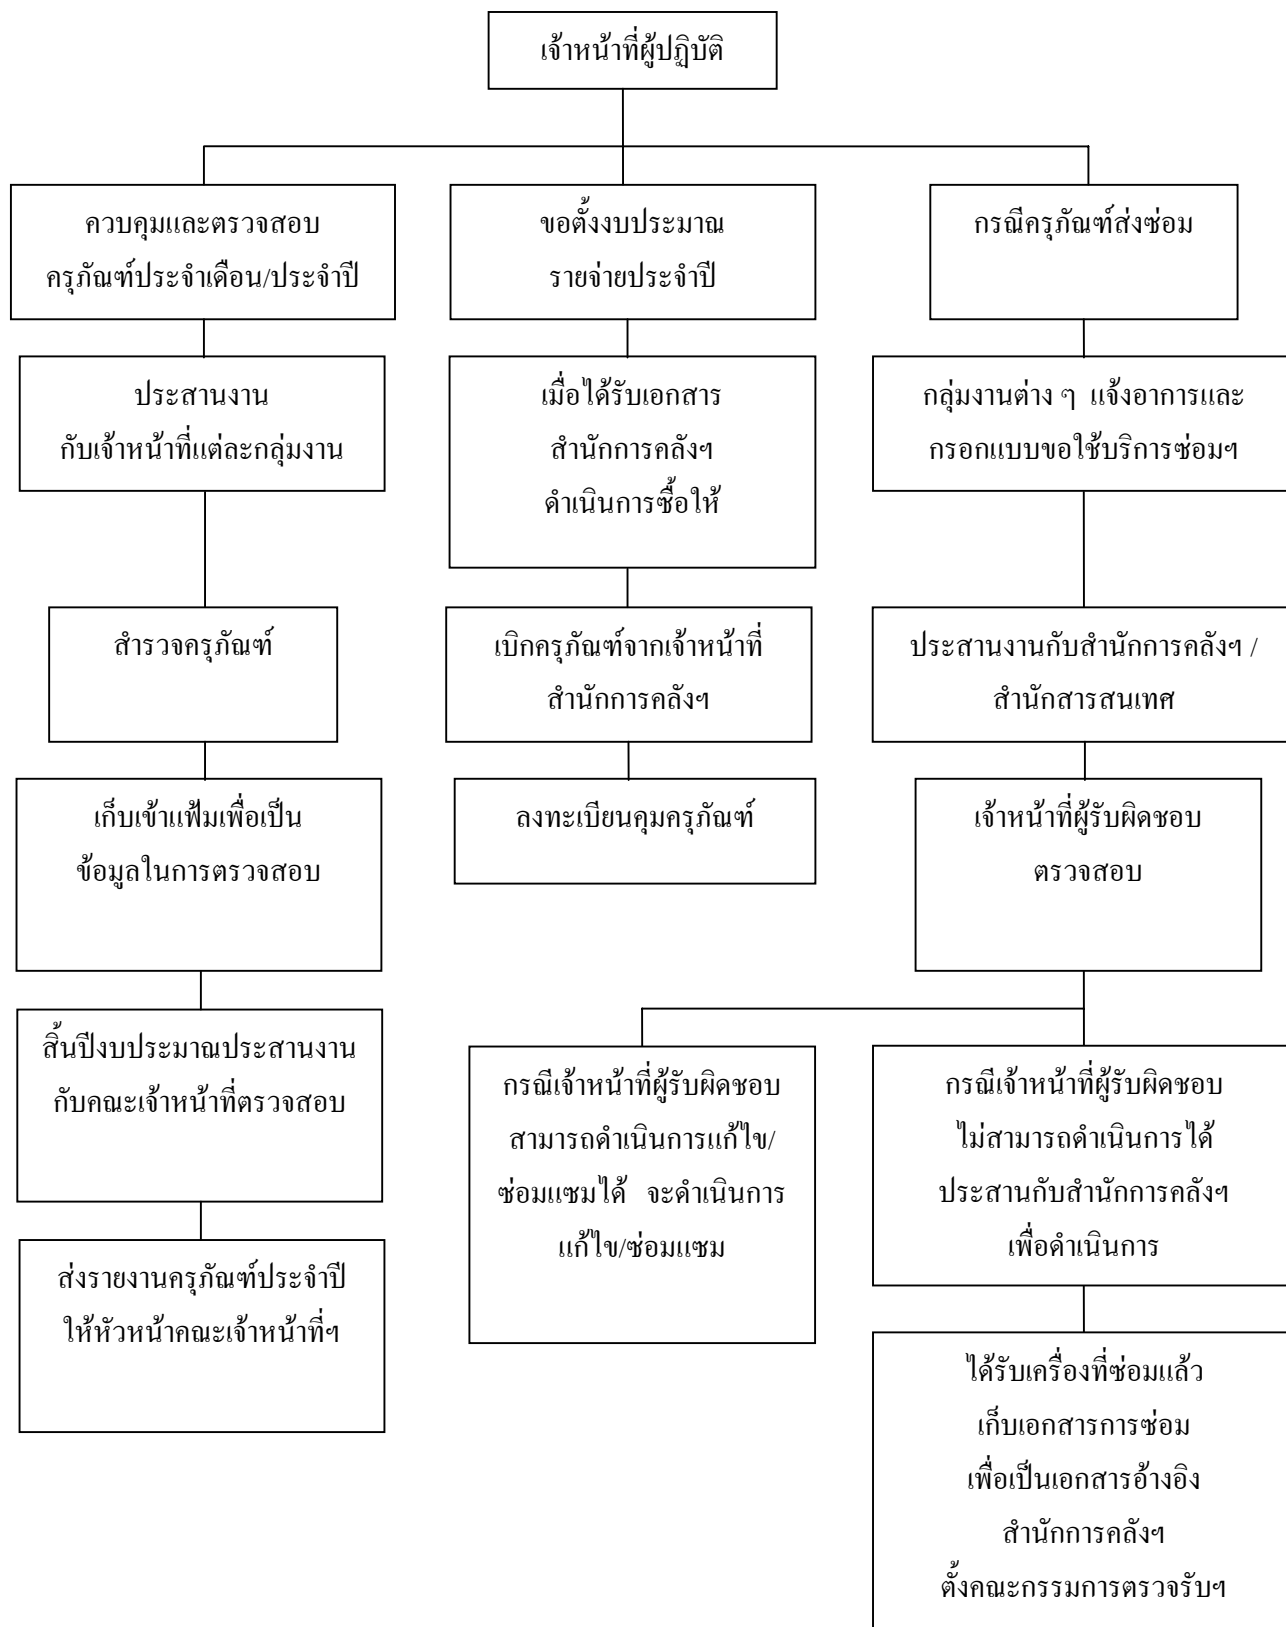 เจ้าหน้าที่ผู้ปฏิบัติ
ควบคุมและตรวจสอบ
ครุภัณฑ์ประจำเดือน/ประจำปี
ประสานงาน
กับเจ้าหน้าที่แต่ละกลุ่มงาน
สำรวจครุภัณฑ์
เก็บเข้าแฟ้มเพื่อเป็น
ข้อมูลในการตรวจสอบ
สิ้นปีงบประมาณประสานงาน
กับคณะเจ้าหน้าที่ตรวจสอบ
ส่งรายงานครุภัณฑ์ประจำปี
ให้หัวหน้าคณะเจ้าหน้าที่ฯ
ขอตั้งงบประมาณ
รายจ่ายประจำปี
เมื่อได้รับเอกสาร
สำนักการคลังฯ
ดำเนินการซื้อให้
เบิกครุภัณฑ์จากเจ้าหน้าที่
สำนักการคลังฯ
ลงทะเบียนคุมครุภัณฑ์
กรณีครุภัณฑ์ส่งซ่อม
กลุ่มงานต่าง ๆ แจ้งอาการและ
กรอกแบบขอใช้บริการซ่อมฯ
ประสานงานกับสำนักการคลังฯ /
สำนักสารสนเทศ
เจ้าหน้าที่ผู้รับผิดชอบ
ตรวจสอบ
กรณีเจ้าหน้าที่ผู้รับผิดชอบ
สามารถดำเนินการแก้ไข/
ซ่อมแซมได้ จะดำเนินการ
แก้ไข/ซ่อมแซม
กรณีเจ้าหน้าที่ผู้รับผิดชอบ
ไม่สามารถดำเนินการได้
ประสานกับสำนักการคลังฯ
เพื่อดำเนินการ
ได้รับเครื่องที่ซ่อมแล้ว
เก็บเอกสารการซ่อม
เพื่อเป็นเอกสารอ้างอิง
สำนักการคลังฯ
ตั้งคณะกรรมการตรวจรับฯ